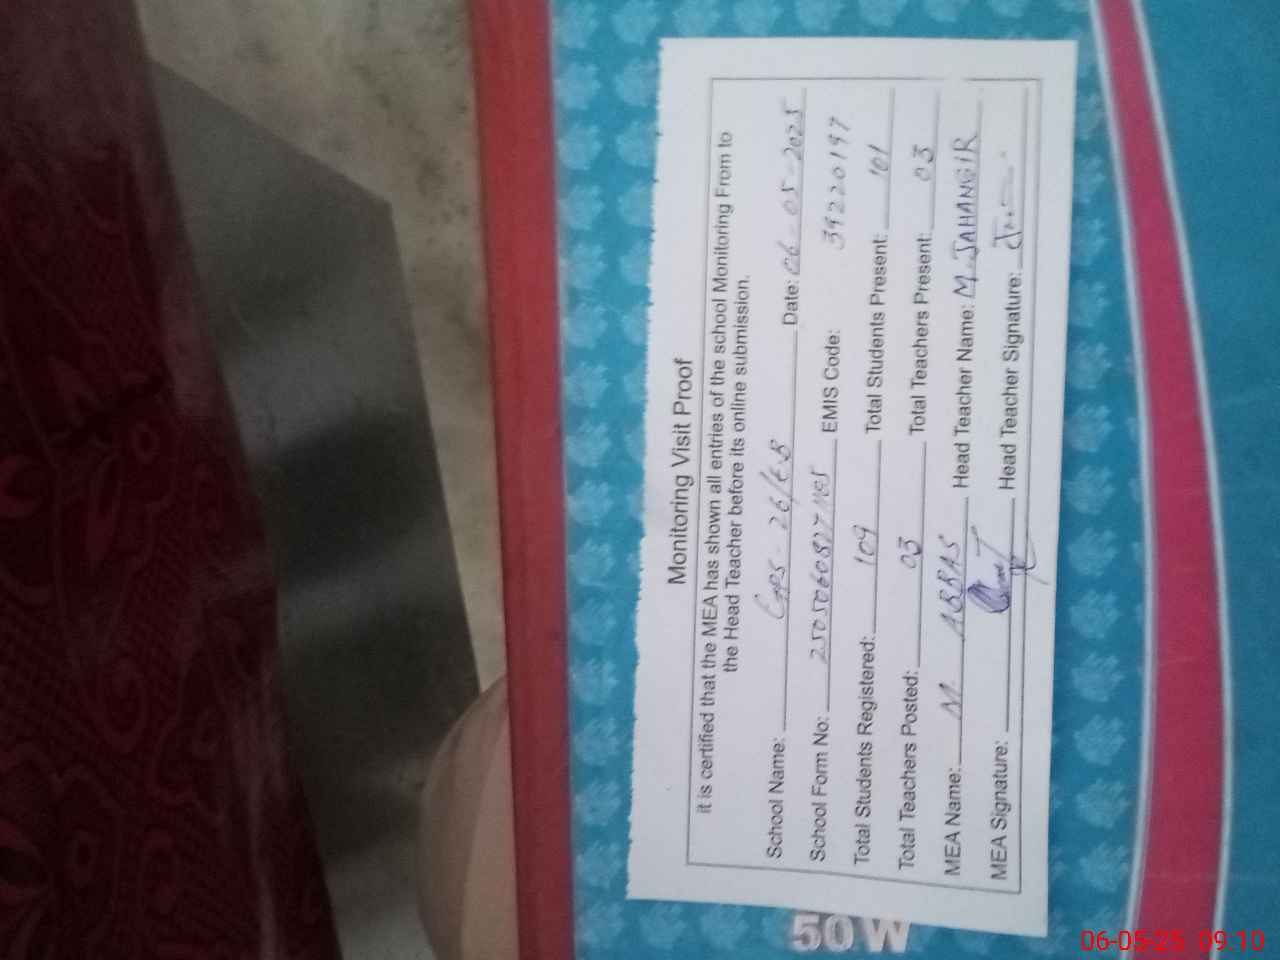 Monitoring Visit Proof
it is certified that the MEA has shown all entries of the school Monitoring From to
the Head Teacher before its online submission.
School Name: GPS - 26/EB Date: 06-05-2025
School Form No: EMIS Code: 39220197
Total Students Registered: 109 Total Students Present: 101
Total Teachers Posted: 03 Total Teachers Present: 03
MEA Name: M. ABBAS Head Teacher Name: M. JAHANGIR
MEA Signature: Head Teacher Signature:
50W
06-05-25 09:10